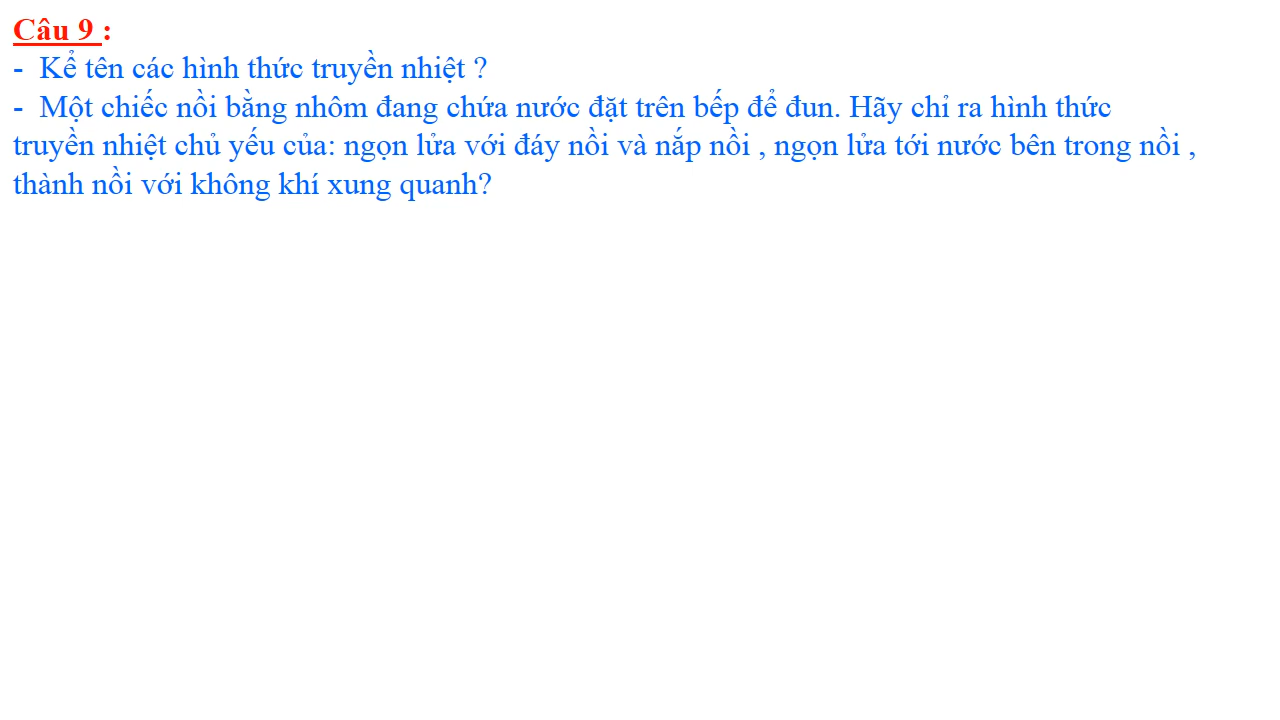 Câu 9 :
- Kể tên các hình thức truyền nhiệt ?
- Một chiếc nồi bằng nhôm đang chứa nước đặt trên bếp để đun. Hãy chỉ ra hình thức
truyền nhiệt chủ yếu của: ngọn lửa với đáy nồi và nắp nồi , ngọn lửa tới nước bên trong nồi ,
thành nồi với không khí xung quanh?